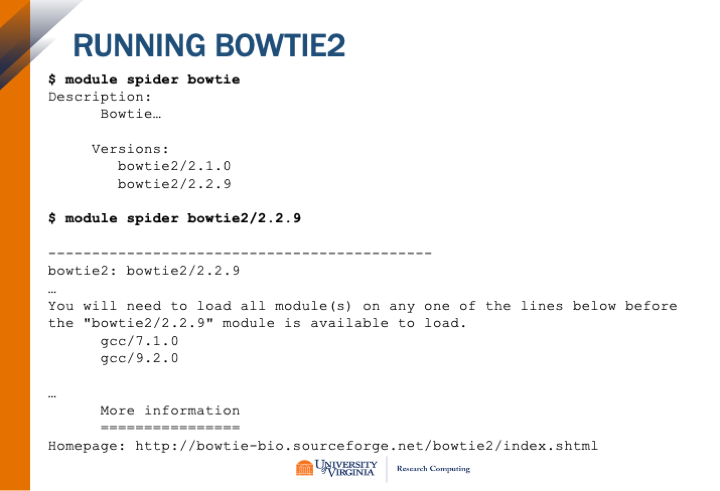 RUNNING BOWTIE2
$ module spider bowtie
Description:
Bowtie…
Versions:
bowtie2/2.1.0
bowtie2/2.2.9
$ module spider bowtie2/2.2.9
--------------------------------------------
bowtie2: bowtie2/2.2.9
…
You will need to load all module(s) on any one of the lines below before
the "bowtie2/2.2.9" module is available to load.
gcc/7.1.0
gcc/9.2.0
…
More information
================
Homepage: http://bowtie-bio.sourceforge.net/bowtie2/index.shtml
UNIVERSITY
VIRGINIA
Research Computing